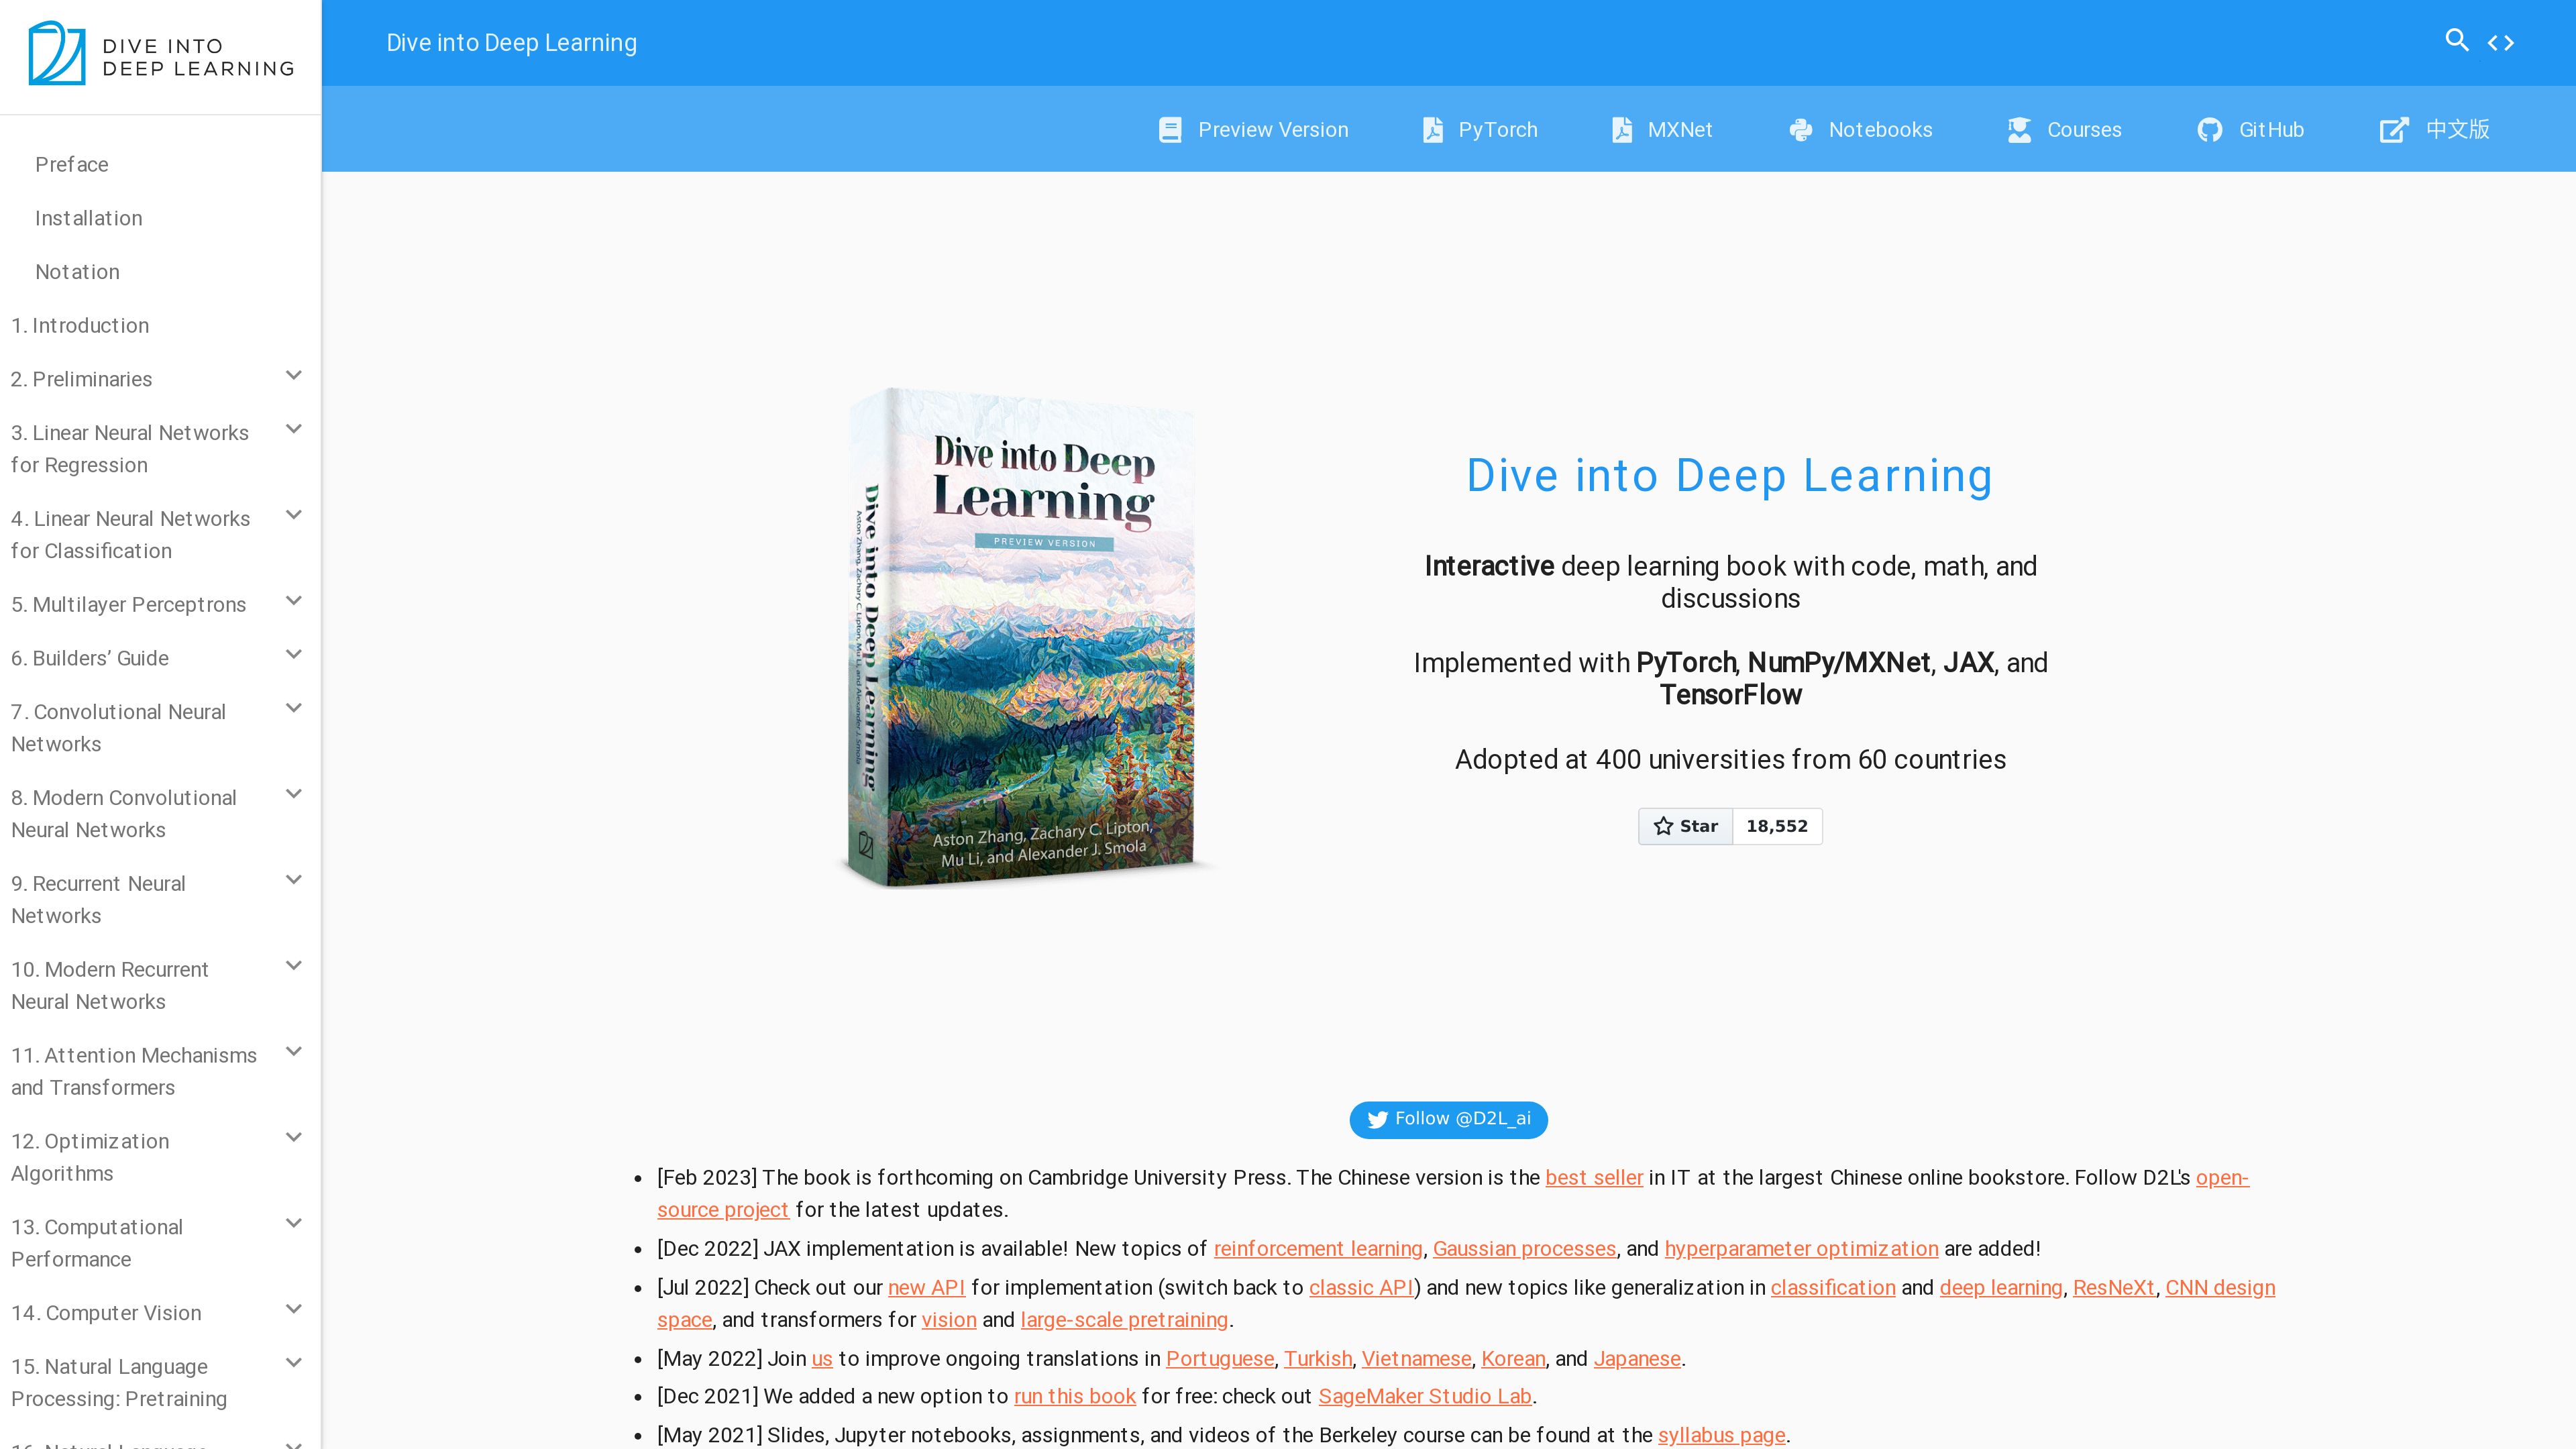 DIVE INTO
DEEP LEARNING
Preface
Installation
Notation
1. Introduction
2. Preliminaries
3. Linear Neural Networks
for Regression
4. Linear Neural Networks
for Classification
5. Multilayer Perceptrons
6. Builders’ Guide
7. Convolutional Neural
Networks
8. Modern Convolutional
Neural Networks
9. Recurrent Neural
Networks
10. Modern Recurrent
Neural Networks
11. Attention Mechanisms
and Transformers
12. Optimization
Algorithms
13. Computational
Performance
14. Computer Vision
15. Natural Language
Processing: Pretraining
16. Natural Language
Dive into Deep Learning
Preview Version
PyTorch
MXNet
Notebooks
Courses
GitHub
中文版
Dive into Deep
Learning
PREVIEW VERSION
Aston Zhang, Zachary C. Lipton,
Mu Li, and Alexander J. Smola
Dive into Deep Learning
Aston Zhang, Zachary C. Lipton, Mu Li, and Alexander J. Smola
Dive into Deep Learning
Interactive deep learning book with code, math, and
discussions
Implemented with PyTorch, NumPy/MXNet, JAX, and
TensorFlow
Adopted at 400 universities from 60 countries
Star 18,552
Follow @D2L_ai
• [Feb 2023] The book is forthcoming on Cambridge University Press. The Chinese version is the best seller in IT at the largest Chinese online bookstore. Follow D2L's open-
source project for the latest updates.
• [Dec 2022] JAX implementation is available! New topics of reinforcement learning, Gaussian processes, and hyperparameter optimization are added!
• [Jul 2022] Check out our new API for implementation (switch back to classic API) and new topics like generalization in classification and deep learning, ResNeXt, CNN design
space, and transformers for vision and large-scale pretraining.
• [May 2022] Join us to improve ongoing translations in Portuguese, Turkish, Vietnamese, Korean, and Japanese.
• [Dec 2021] We added a new option to run this book for free: check out SageMaker Studio Lab.
• [May 2021] Slides, Jupyter notebooks, assignments, and videos of the Berkeley course can be found at the syllabus page.